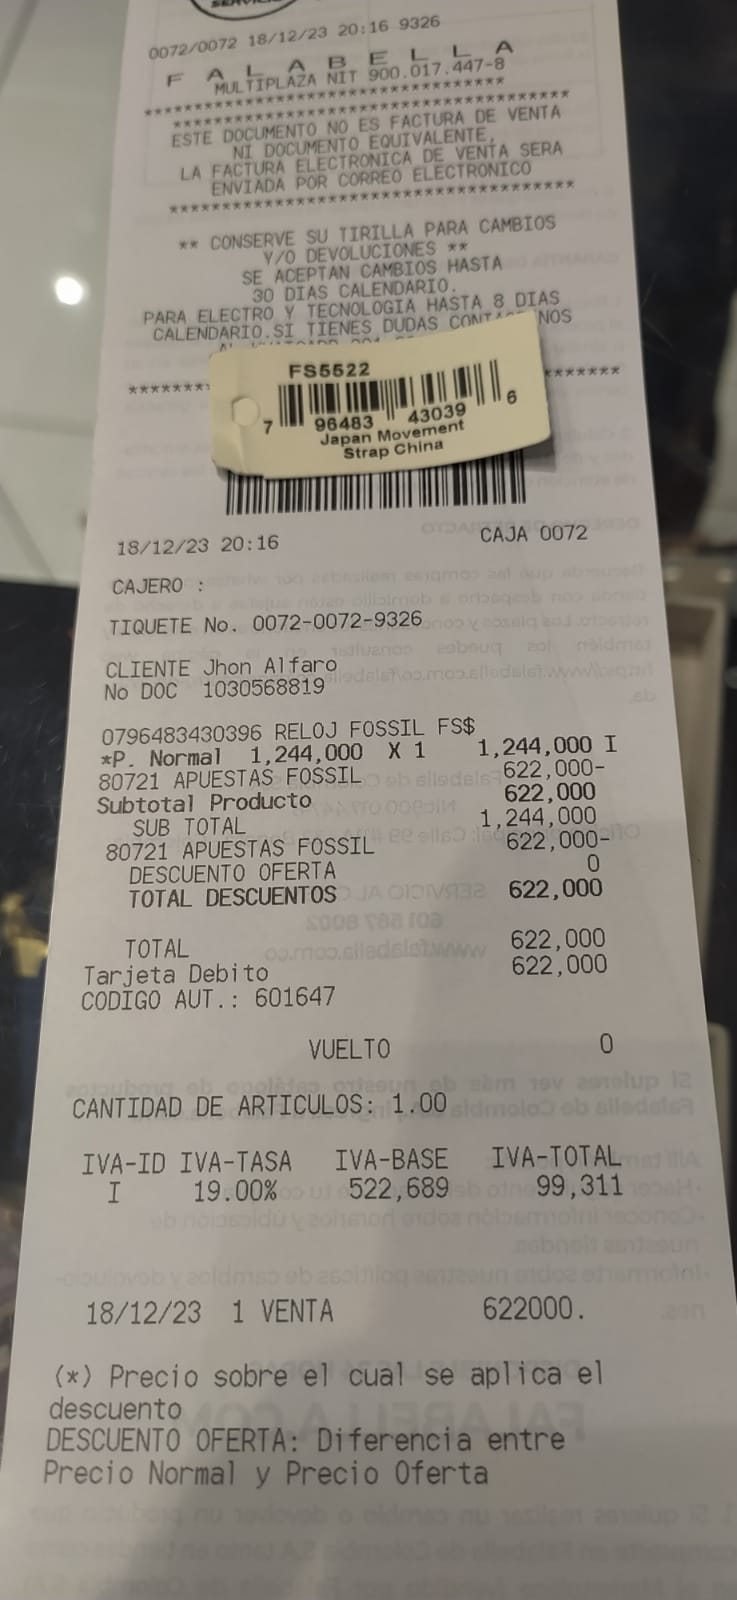 0072/0072 18/12/23 20:16 9326
F A L A B E L L A
MULTIPLAZA NIT 900.017.447-8
***********************************
***********************************
ESTE DOCUMENTO NO ES FACTURA DE VENTA
NI DOCUMENTO EQUIVALENTE,
LA FACTURA ELECTRONICA DE VENTA SERA
ENVIADA POR CORREO ELECTRONICO
***********************************
** CONSERVE SU TIRILLA PARA CAMBIOS
Y/O DEVOLUCIONES **
SE ACEPTAN CAMBIOS HASTA
30 DIAS CALENDARIO.
PARA ELECTRO Y TECNOLOGIA HASTA 8 DIAS
CALENDARIO.SI TIENES DUDAS
FS5522
7 96483 43039 6
Japan Movement
Strap China
18/12/23 20:16 CAJA 0072
CAJERO :
TIQUETE No. 0072-0072-9326
CLIENTE Jhon Alfaro
No DOC 1030568819
0796483430396 RELOJ FOSSIL FS$
*P. Normal 1,244,000 X 1 1,244,000 I
80721 APUESTAS FOSSIL 622,000-
Subtotal Producto 622,000
SUB TOTAL 1,244,000
80721 APUESTAS FOSSIL 622,000-
DESCUENTO OFERTA 0
TOTAL DESCUENTOS 622,000
TOTAL 622,000
Tarjeta Debito 622,000
CODIGO AUT.: 601647
VUELTO 0
CANTIDAD DE ARTICULOS: 1.00
IVA-ID IVA-TASA IVA-BASE IVA-TOTAL
I 19.00% 522,689 99,311
18/12/23 1 VENTA 622000.
(*) Precio sobre el cual se aplica el
descuento
DESCUENTO OFERTA: Diferencia entre
Precio Normal y Precio Oferta